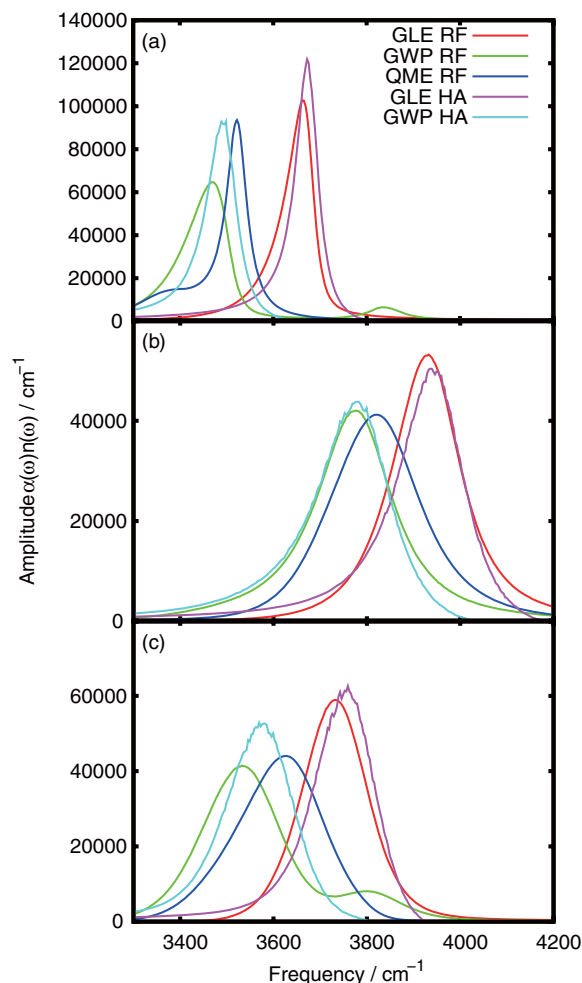 (a)
GLE RF
GWP RF
QME RF
GLE HA
GWP HA
140000
120000
100000
80000
60000
40000
20000
0
(b)
40000
20000
0
(c)
60000
40000
20000
0
Amplitudeα(ω)n(ω) / cm⁻¹
3400 3600 3800 4000 4200
Frequency / cm⁻¹